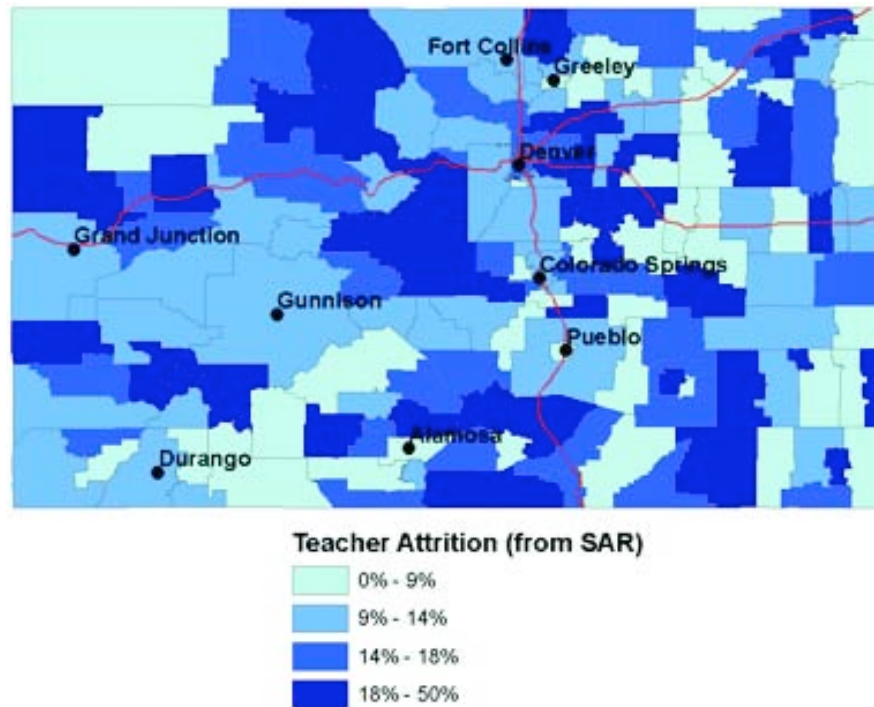 Fort Collins
Greeley
Denver
Grand Junction
Colorado Springs
Gunnison
Pueblo
Alamosa
Durango
Teacher Attrition (from SAR)
0% - 9%
9% - 14%
14% - 18%
18% - 50%